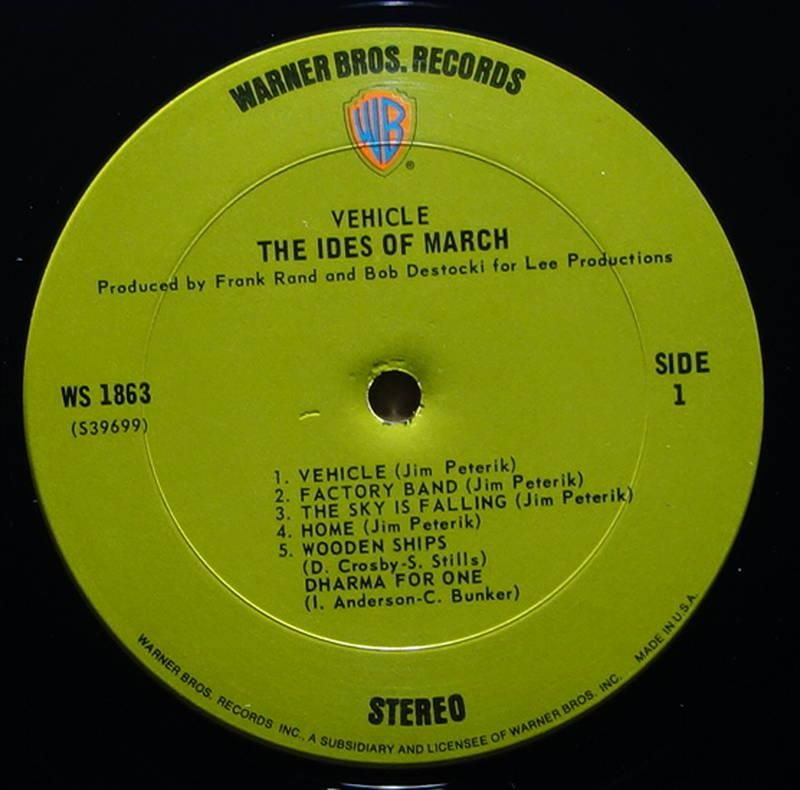 WARNER BROS. RECORDS
WB
®
VEHICLE
THE IDES OF MARCH
Produced by Frank Rand and Bob Destocki for Lee Productions
WS 1863
(S39699)
SIDE
1
1. VEHICLE (Jim Peterik)
2. FACTORY BAND (Jim Peterik)
3. THE SKY IS FALLING (Jim Peterik)
4. HOME (Jim Peterik)
5. WOODEN SHIPS
(D. Crosby-S. Stills)
DHARMA FOR ONE
(I. Anderson-C. Bunker)
STEREO
WARNER BROS. RECORDS INC., A SUBSIDIARY AND LICENSEE OF WARNER BROS. INC. MADE IN U.S.A.